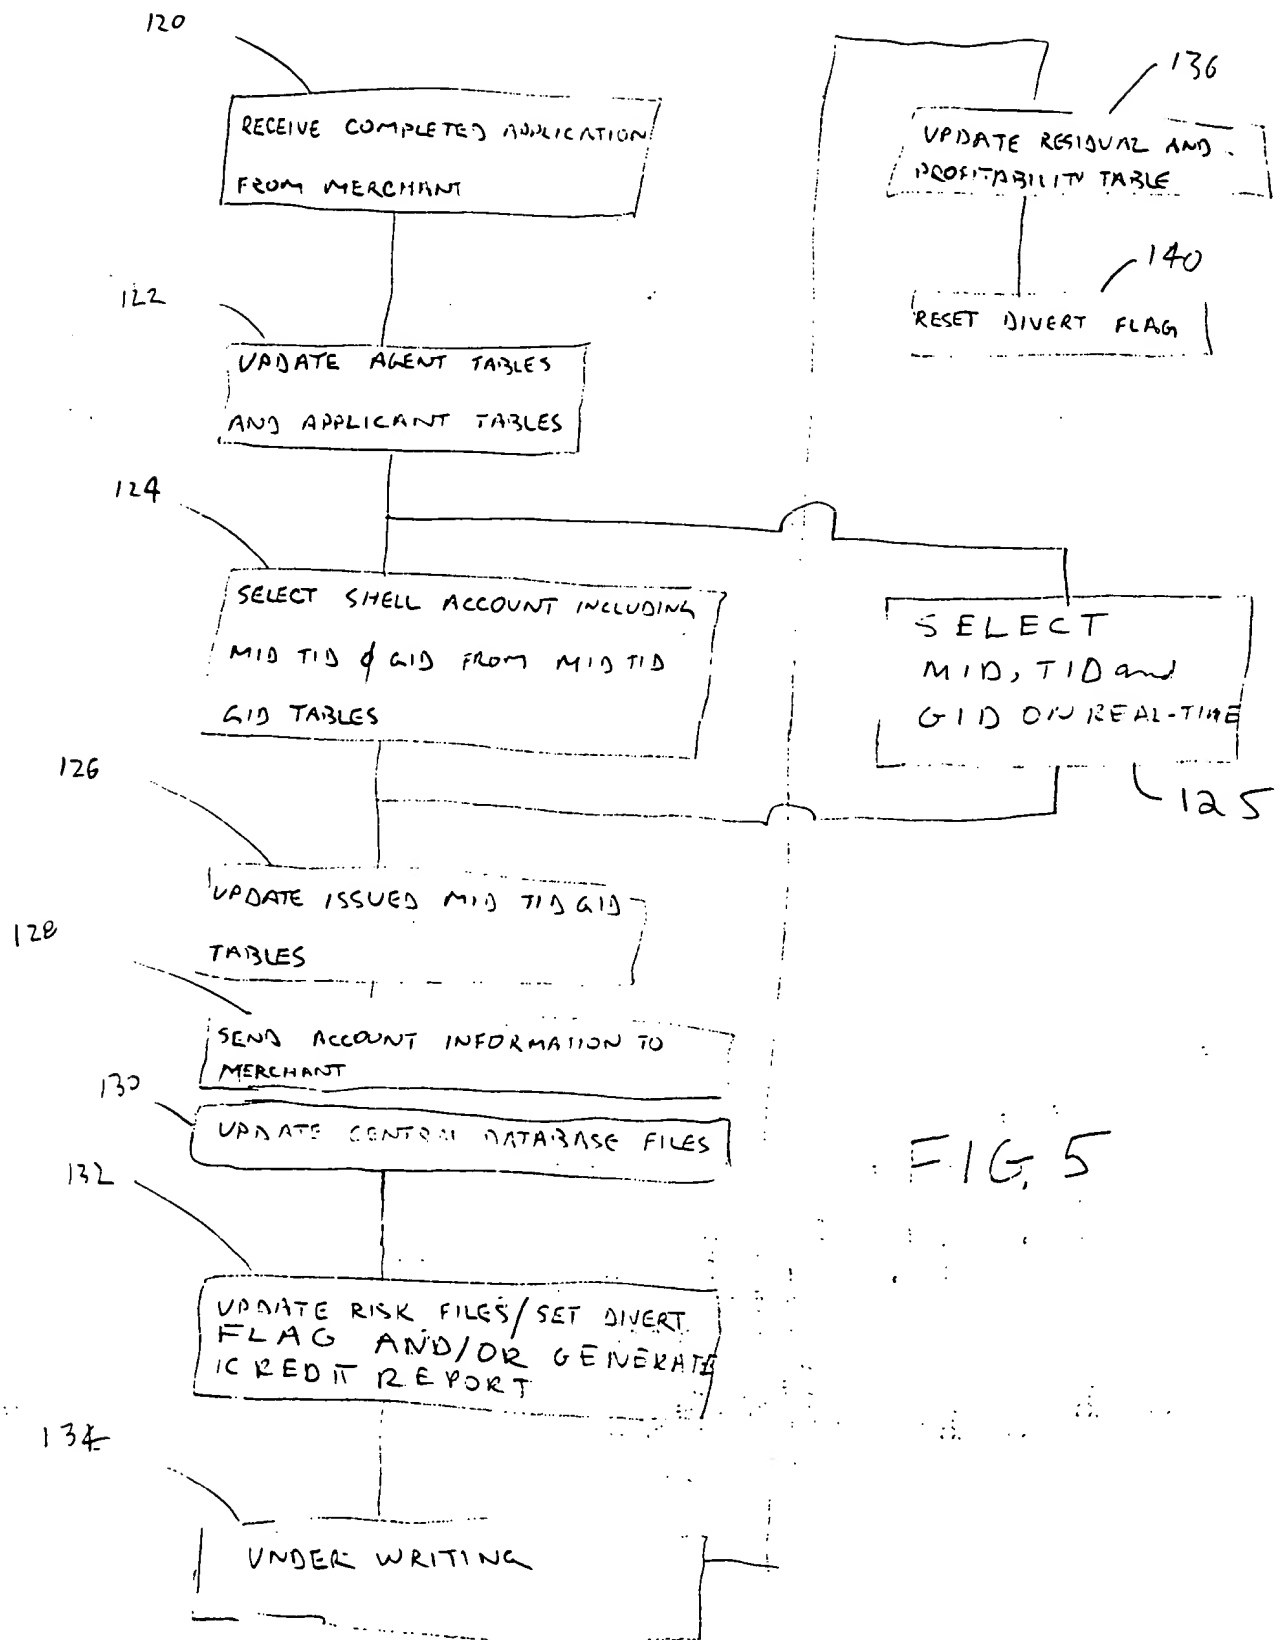 120
RECEIVE COMPLETED APPLICATION
FROM MERCHANT
122
UPDATE AGENT TABLES
AND APPLICANT TABLES
124
SELECT SHELL ACCOUNT INCLUDING
MID TID & GID FROM MID TID
GID TABLES
SELECT
MID, TID and
GID ON REAL-TIME
125
126
UPDATE ISSUED MID TID GID
TABLES
128
SEND ACCOUNT INFORMATION TO
MERCHANT
130
UPDATE CENTRAL DATABASE FILES
132
UPDATE RISK FILES/SET DIVERT
FLAG AND/OR GENERATE
CREDIT REPORT
134
UNDER WRITING
136
UPDATE RESIDUAL AND
PROFITABILITY TABLE
140
RESET DIVERT FLAG
FIG. 5